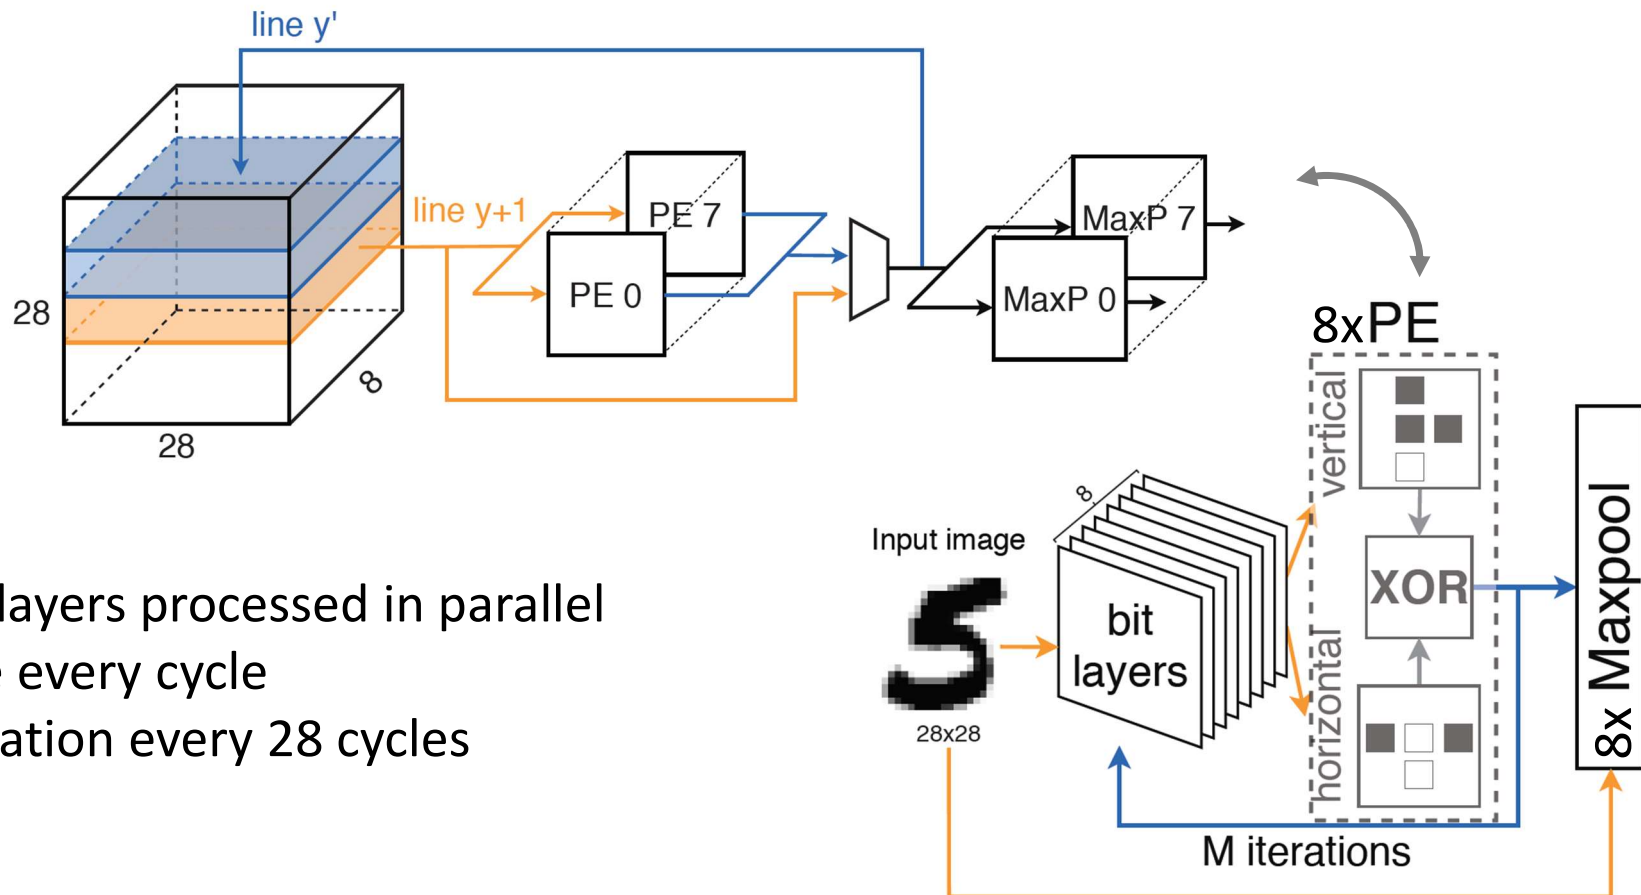 line y'
line y+1
PE 7
PE 0
MaxP 7
MaxP 0
28
8
28
8xPE
vertical
XOR
horizontal
8
Input image
bit
layers
28x28
M iterations
8x Maxpool
layers processed in parallel
every cycle
ation every 28 cycles